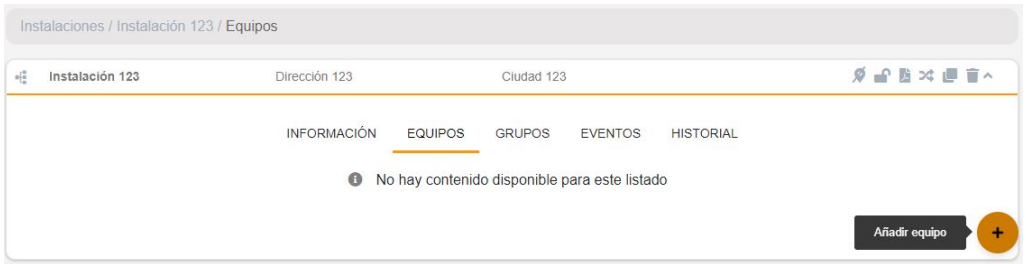 Instalaciones / Instalación 123 / Equipos
Instalación 123 Dirección 123 Ciudad 123
INFORMACIÓN EQUIPOS GRUPOS EVENTOS HISTORIAL
No hay contenido disponible para este listado
Añadir equipo